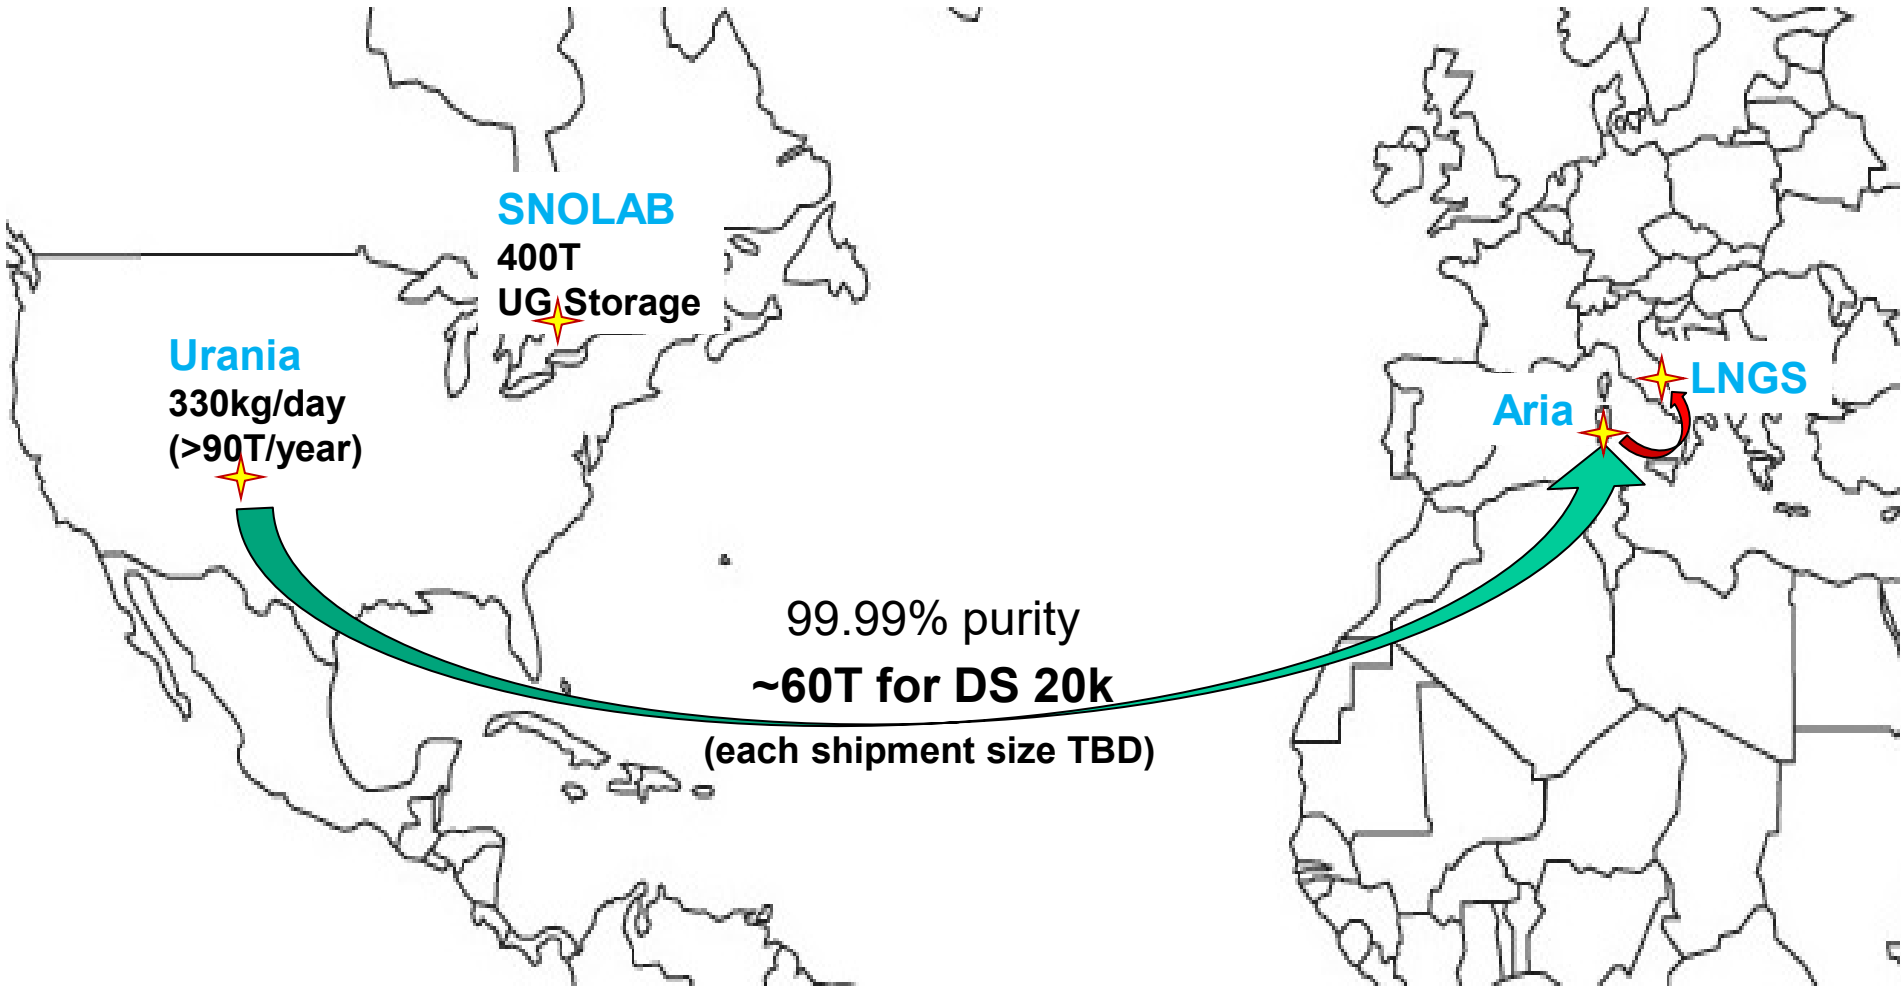 SNOLAB
400T
UG Storage
Urania
330kg/day
(>90T/year)
LNGS
Aria
99.99% purity
~60T for DS 20k
(each shipment size TBD)